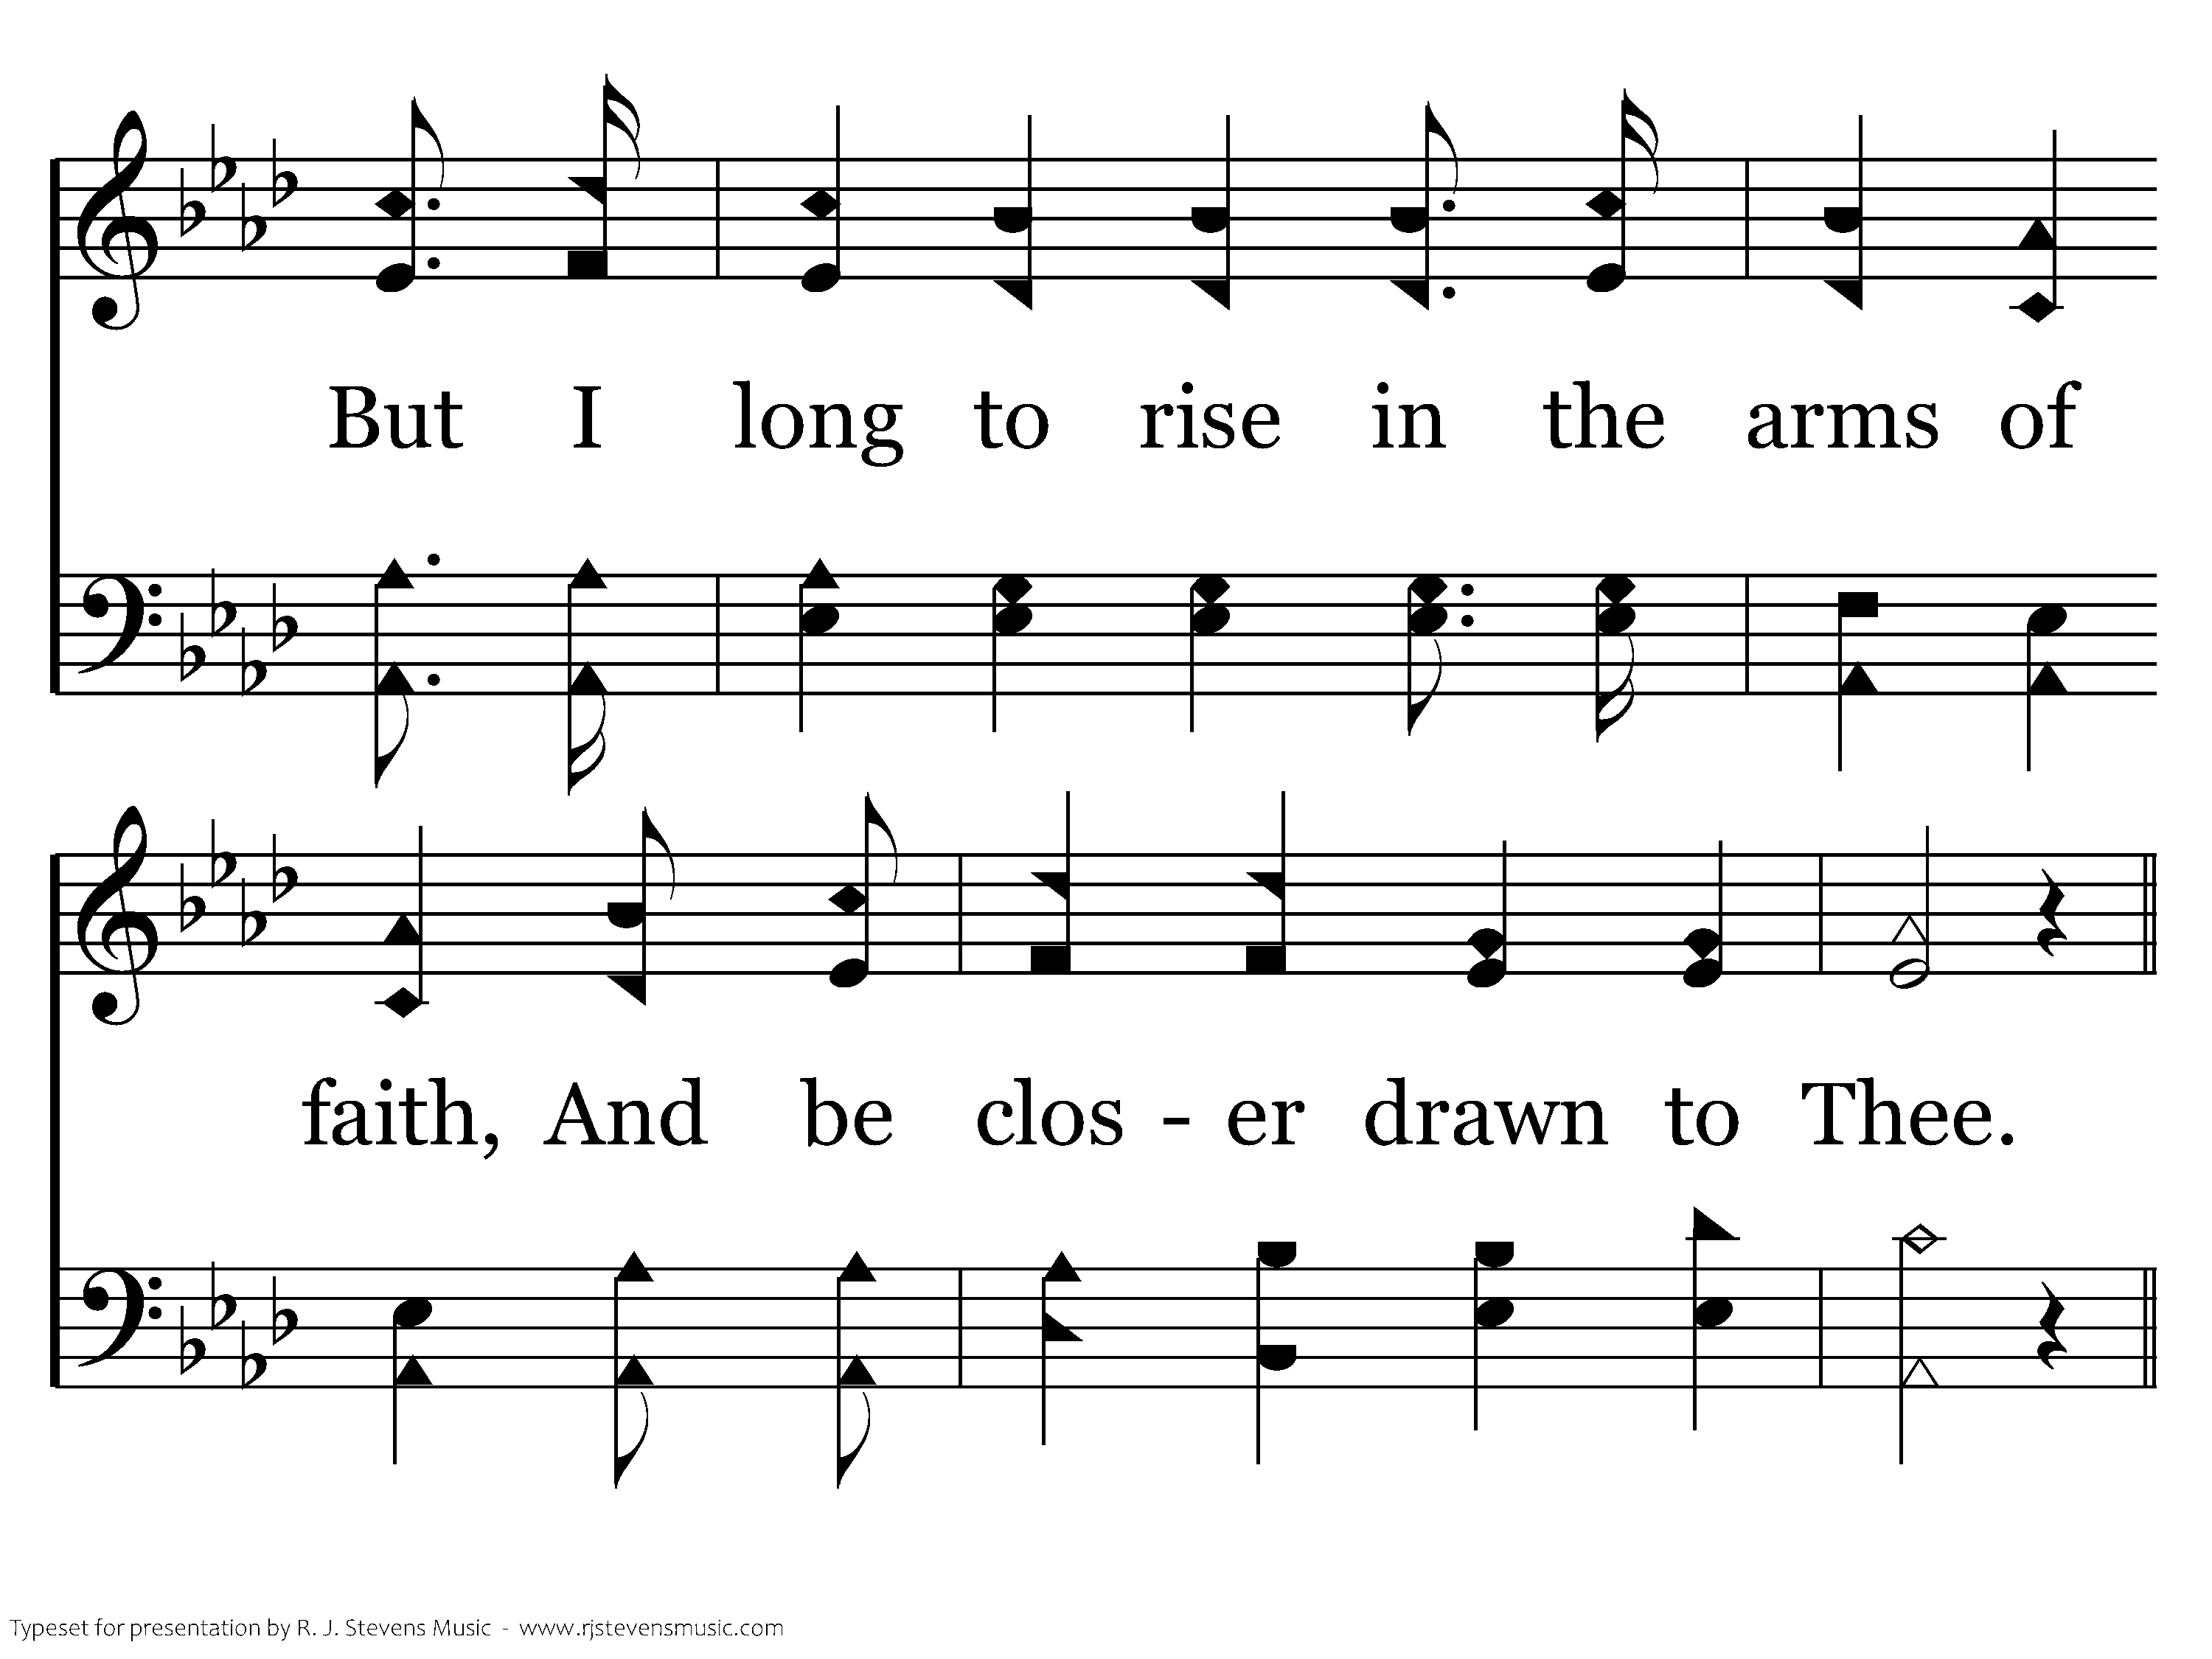 But I long to rise in the arms of
faith, And be clos - er drawn to Thee.
Typeset for presentation by R. J. Stevens Music - www.rjstevensmusic.com